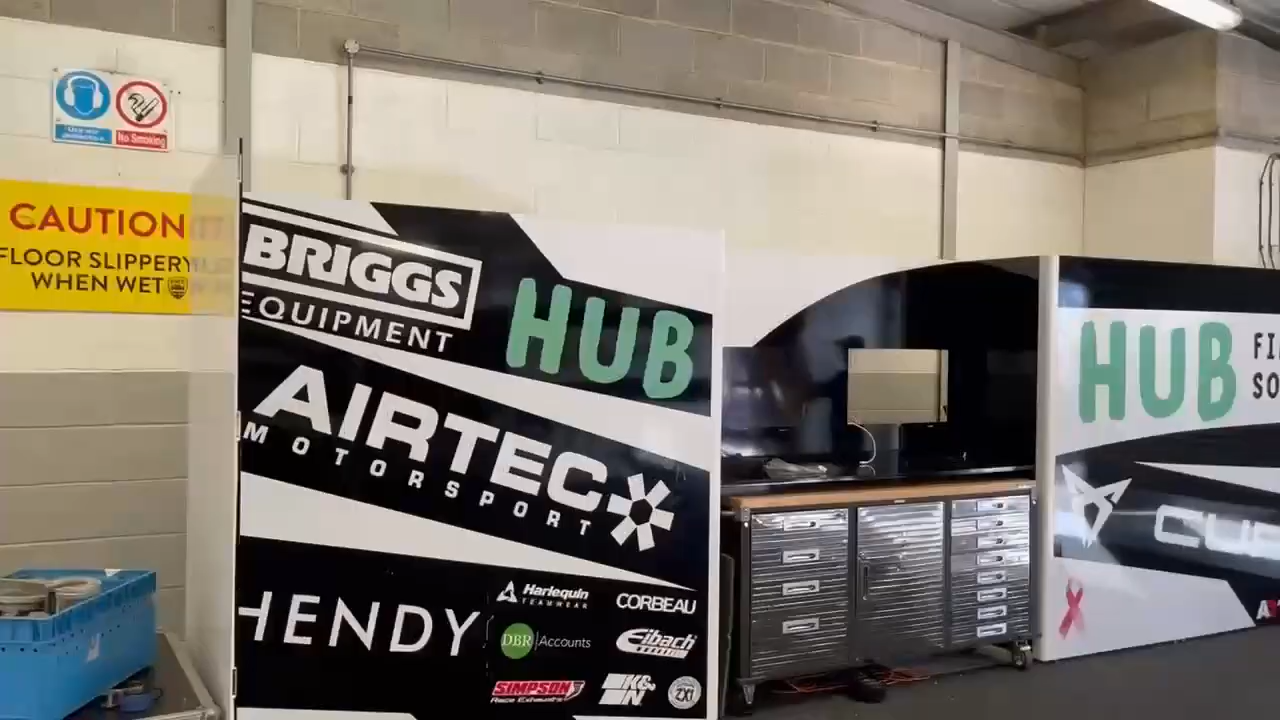 No Smoking
CAUTION
FLOOR SLIPPERY
WHEN WET
BRIGGS
EQUIPMENT
HUB
AIRTEC
MOTORSPORT
HENDY
Harlequin
TEAMWEAR
CORBEAU
DBR Accounts
Eibach
SIMPSON
Race Exhausts
K&N
2X1
HUB